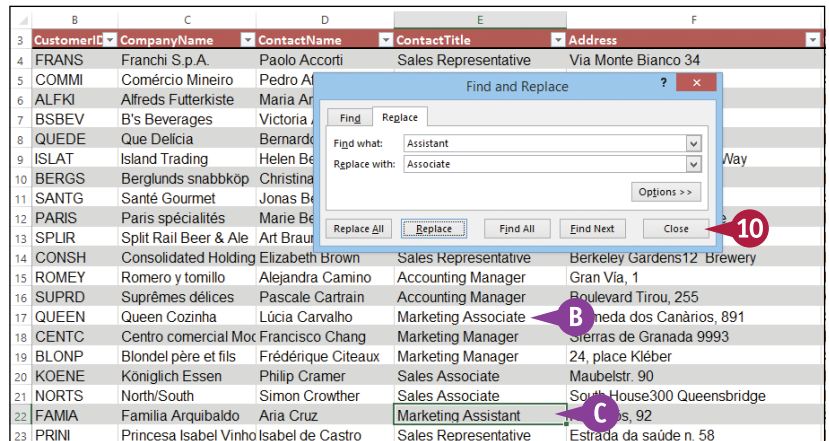 B C D E F
3 CustomerID CompanyName ContactName ContactTitle Address
4 FRANS Franchi S.p.A. Paolo Accorti Sales Representative Via Monte Bianco 34
5 COMMI Comércio Mineiro Pedro Af
6 ALFKI Alfreds Futterkiste Maria An
7 BSBEV B's Beverages Victoria
8 QUEDE Que Delícia Bernardo
9 ISLAT Island Trading Helen Be Way
10 BERGS Berglunds snabbköp Christina
11 SANTG Santé Gourmet Jonas Be
12 PARIS Paris spécialités Marie Be
13 SPLIR Split Rail Beer & Ale Art Braun
Find and Replace ? ×
Find Replace
Find what: Assistant
Replace with: Associate
Options >>
Replace All Replace Find All Find Next Close
10
14 CONSH Consolidated Holding Elizabeth Brown Sales Representative Berkeley Gardens12 Brewery
15 ROMEY Romero y tomillo Alejandra Camino Accounting Manager Gran Vía, 1
16 SUPRD Suprêmes délices Pascale Cartrain Accounting Manager Boulevard Tirou, 255
17 QUEEN Queen Cozinha Lúcia Carvalho Marketing Associate B neda dos Canàrios, 891
18 CENTC Centro comercial Moc Francisco Chang Marketing Manager Sierras de Granada 9993
19 BLONP Blondel père et fils Frédérique Citeaux Marketing Manager 24, place Kléber
20 KOENE Königlich Essen Philip Cramer Sales Associate Maubelstr. 90
21 NORTS North/South Simon Crowther Sales Associate South House300 Queensbridge
22 FAMIA Familia Arquibaldo Aria Cruz Marketing Assistant C os, 92
23 PRINI Princesa Isabel Vinho Isabel de Castro Sales Representative Estrada da saúde n. 58